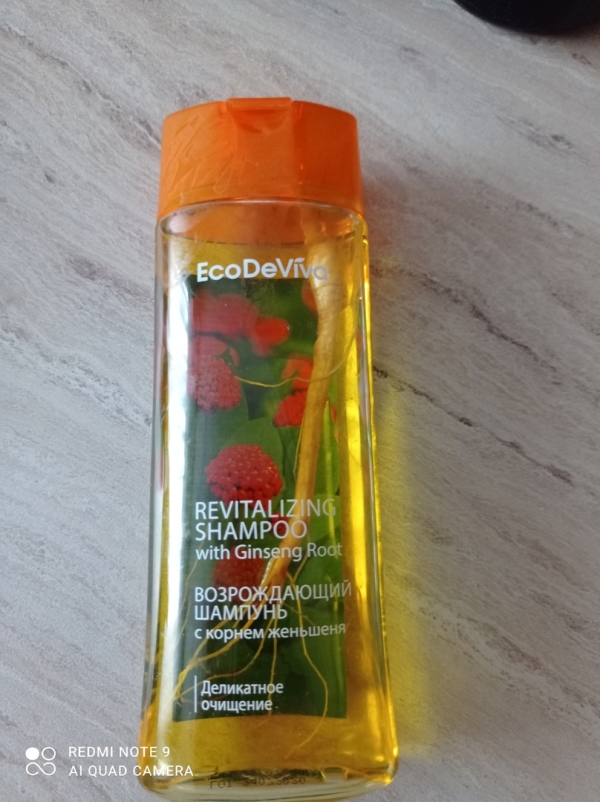 EcoDeViva
REVITALIZING
SHAMPOO
with Ginseng Root
ВОЗРОЖДАЮЩИЙ
ШАМПУНЬ
с корнем женьшеня
Деликатное
очищение
REDMI NOTE 9
AI QUAD CAMERA